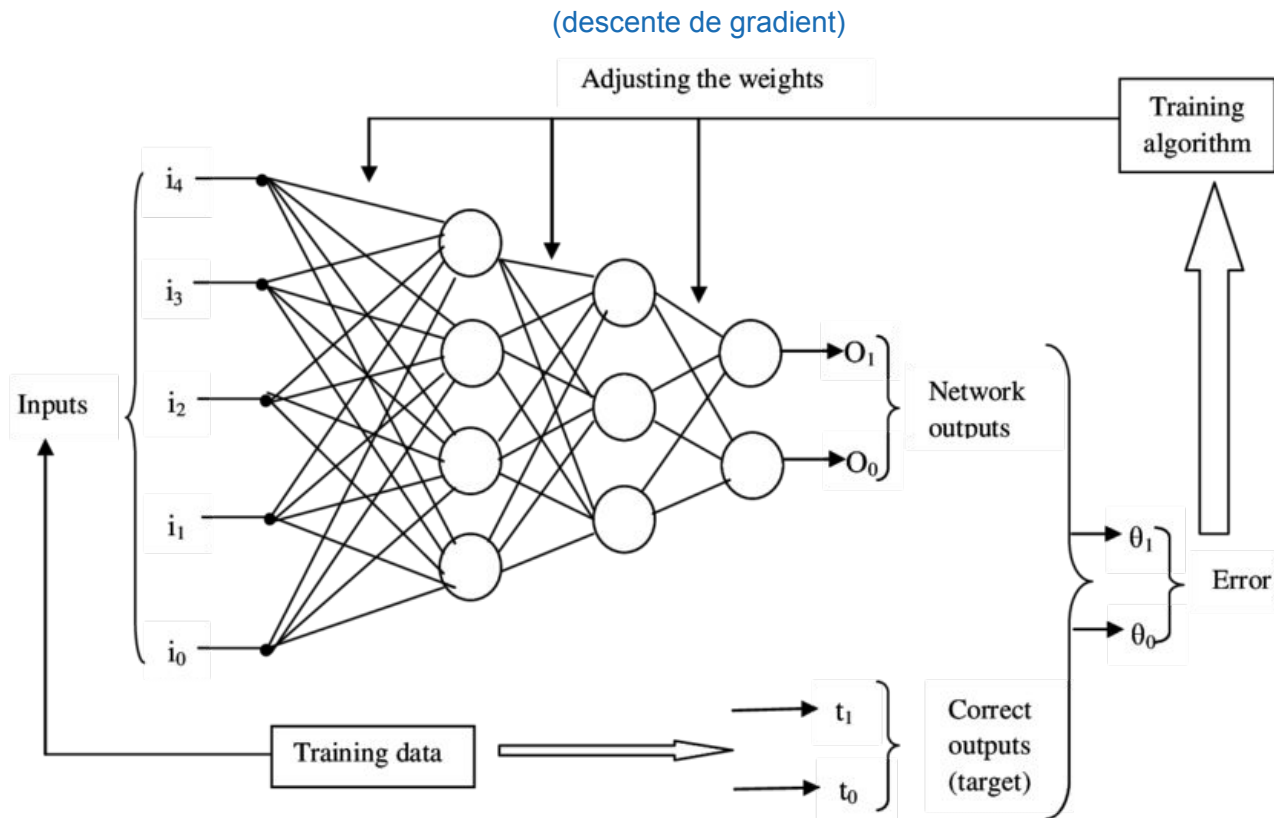 (descente de gradient)
Adjusting the weights
Training
algorithm
i₄
i₃
i₂
i₁
i₀
Inputs
O₁
O₀
Network
outputs
θ₁
θ₀
Error
Training data
t₁
t₀
Correct
outputs
(target)